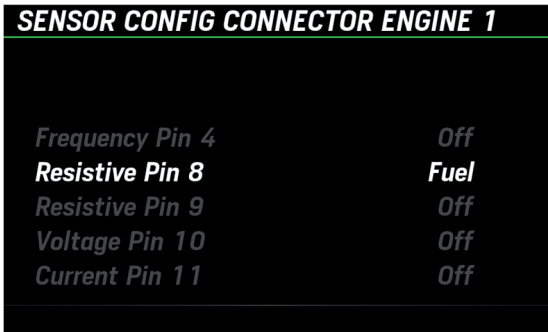 SENSOR CONFIG CONNECTOR ENGINE 1
Frequency Pin 4 Off
Resistive Pin 8 Fuel
Resistive Pin 9 Off
Voltage Pin 10 Off
Current Pin 11 Off